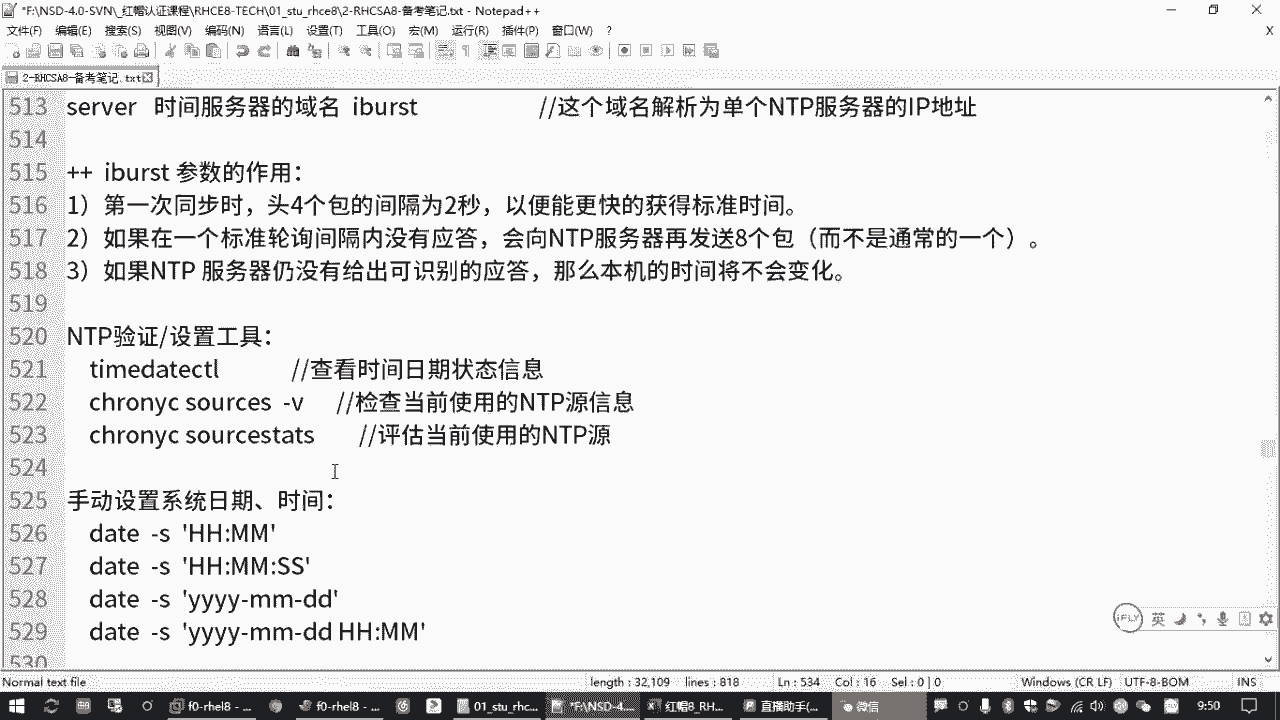 *F:\NSD-4.0-SVN\_红帽认证课程\RHCE8-TECH\01_stu_rhce8\2-RHCSA8-备考笔记.txt - Notepad++
文件(F) 编辑(E) 搜索(S) 视图(V) 编码(N) 语言(L) 设置(T) 工具(O) 宏(M) 运行(R) 插件(P) 窗口(W) ? X
2-RHCSA8-备考笔记.txt
513 server 时间服务器的域名 iburst //这个域名解析为单个NTP服务器的IP地址
514
515 ++ iburst 参数的作用：
516 1）第一次同步时，头4个包的间隔为2秒，以便能更快的获得标准时间。
517 2）如果在一个标准轮询间隔内没有应答，会向NTP服务器再发送8个包（而不是通常的一个）。
518 3）如果NTP 服务器仍没有给出可识别的应答，那么本机的时间将不会变化。
519
520 NTP验证/设置工具：
521 timedatectl //查看时间日期状态信息
522 chronyc sources -v //检查当前使用的NTP源信息
523 chronyc sourcestats //评估当前使用的NTP源
524
525 手动设置系统日期、时间：
526 date -s 'HH:MM'
527 date -s 'HH:MM:SS'
528 date -s 'yyyy-mm-dd'
529 date -s 'yyyy-mm-dd HH:MM'
530
iFLY 英
Normal text file length : 32,109 lines : 818 Ln : 534 Col : 16 Sel : 0 | 0 Windows (CR LF) UTF-8-BOM INS
f0-rhel8 - ... f0-rhel8 - ... 01_stu_rhc... *F:\NSD-4.... 红帽8_RH... 直播助手(... 微信 9:50